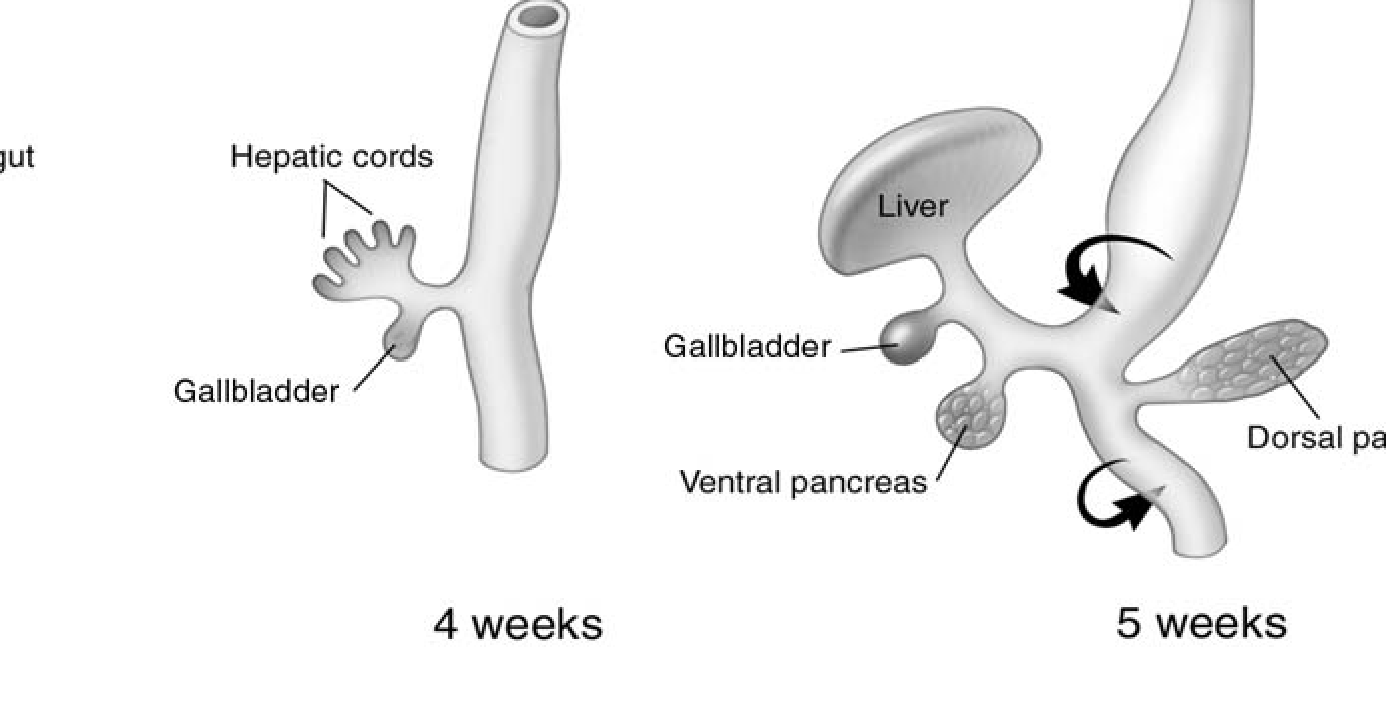 gut
Hepatic cords
Gallbladder
4 weeks
Liver
Gallbladder
Ventral pancreas
Dorsal pa
5 weeks